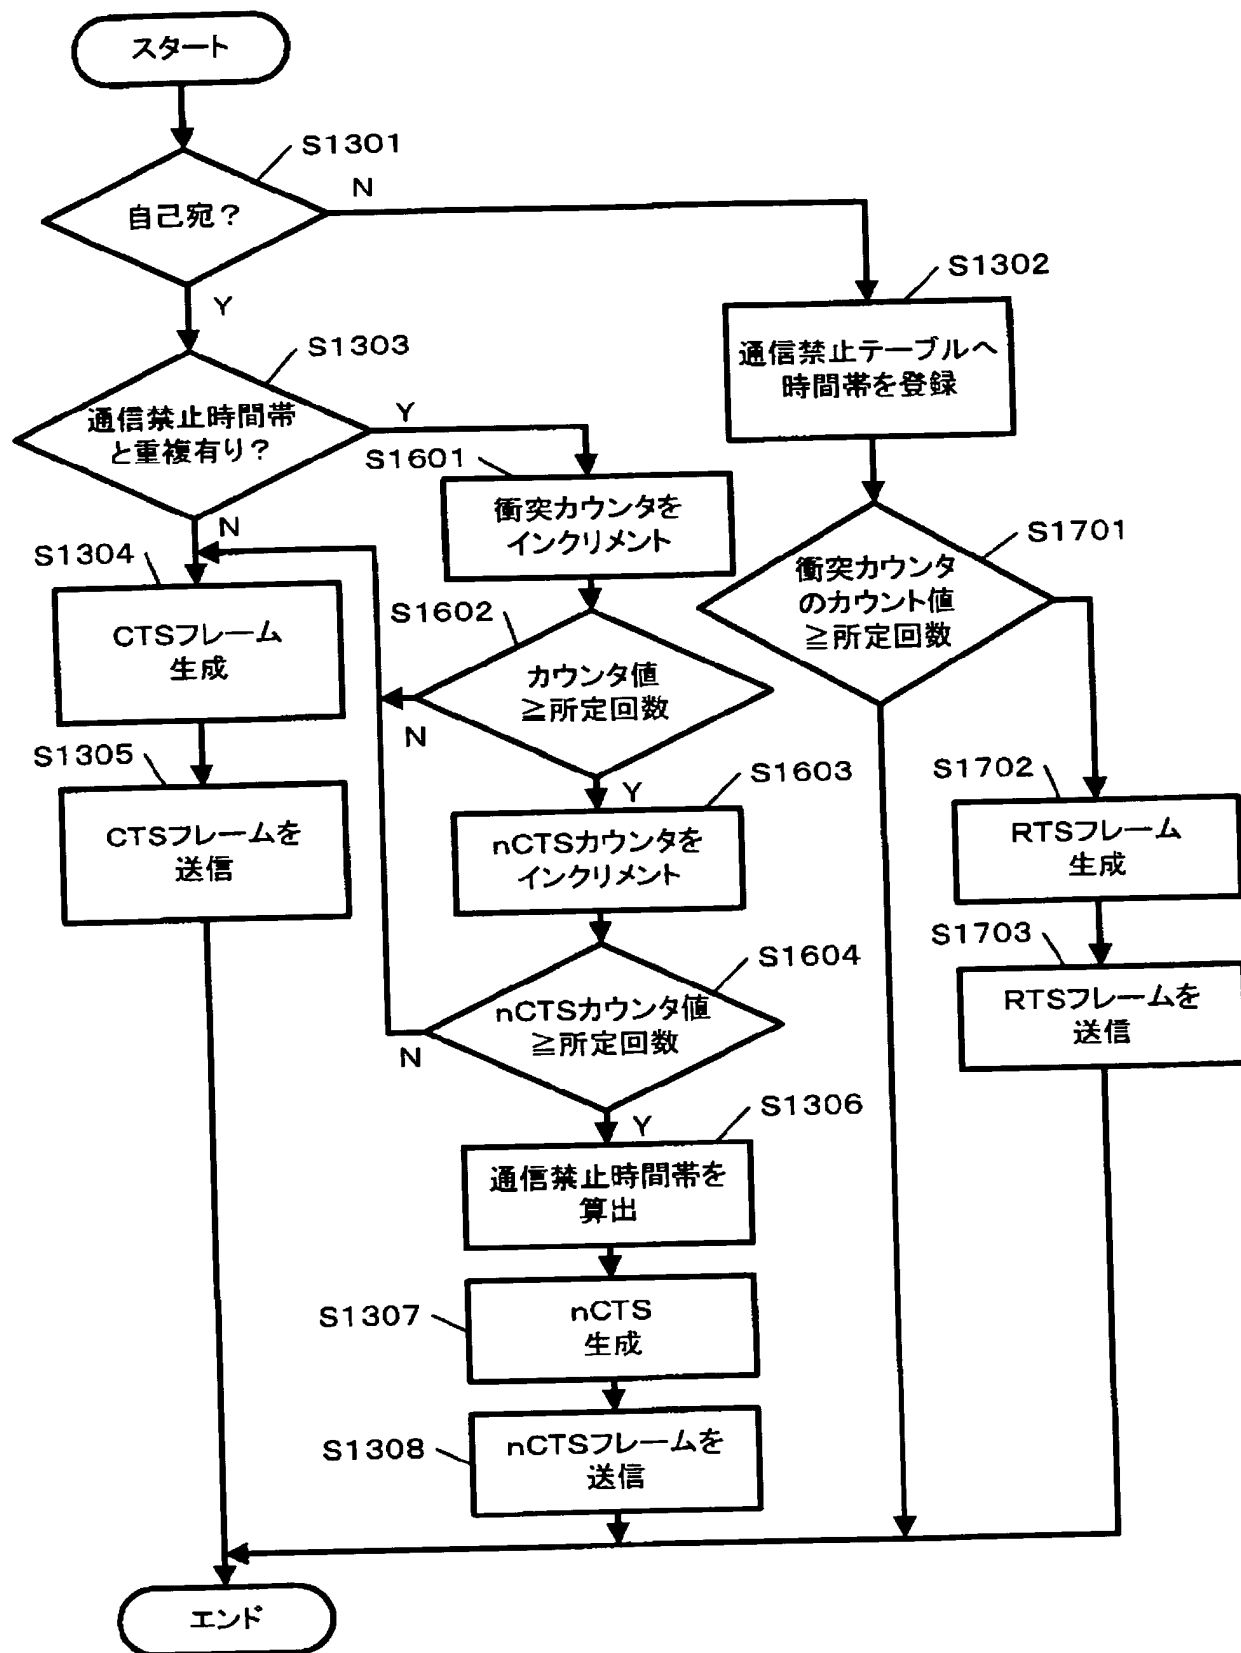 スタート
S1301
自己宛？
N
Y
S1302
通信禁止テーブルへ
時間帯を登録
S1303
通信禁止時間帯
と重複有り？
Y
N
S1601
衝突カウンタを
インクリメント
S1701
衝突カウンタ
のカウント値
≧所定回数
S1304
CTSフレーム
生成
S1602
カウンタ値
≧所定回数
N
Y
S1305
CTSフレームを
送信
S1603
nCTSカウンタを
インクリメント
S1702
RTSフレーム
生成
S1703
RTSフレームを
送信
S1604
nCTSカウンタ値
≧所定回数
N
Y
S1306
通信禁止時間帯を
算出
S1307
nCTS
生成
S1308
nCTSフレームを
送信
エンド